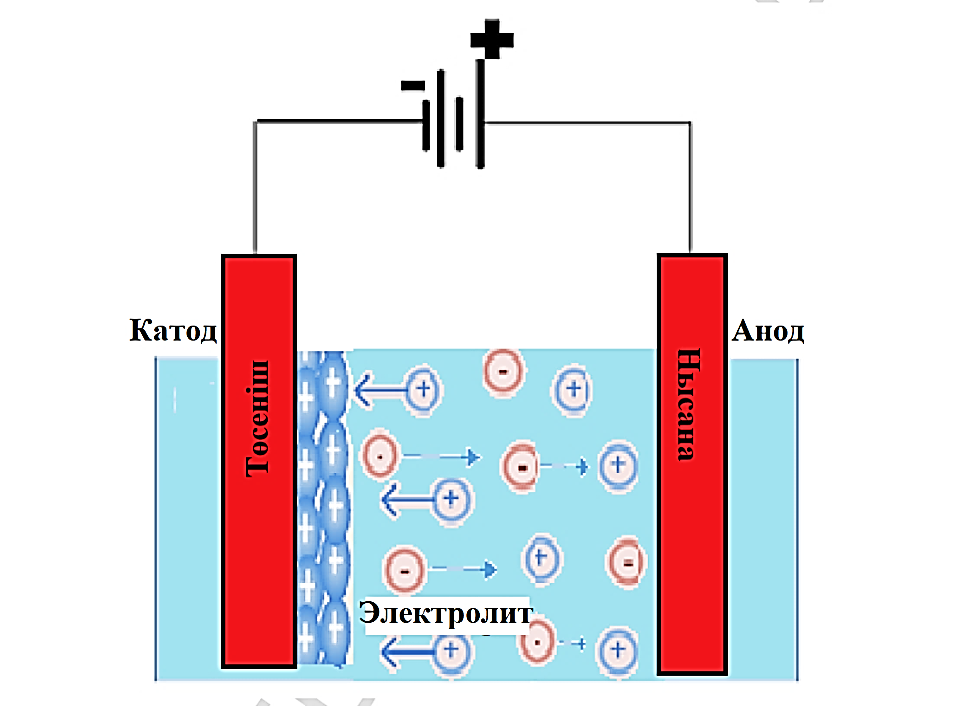 Катод
Анод
Төсеніш
Нысана
Электролит